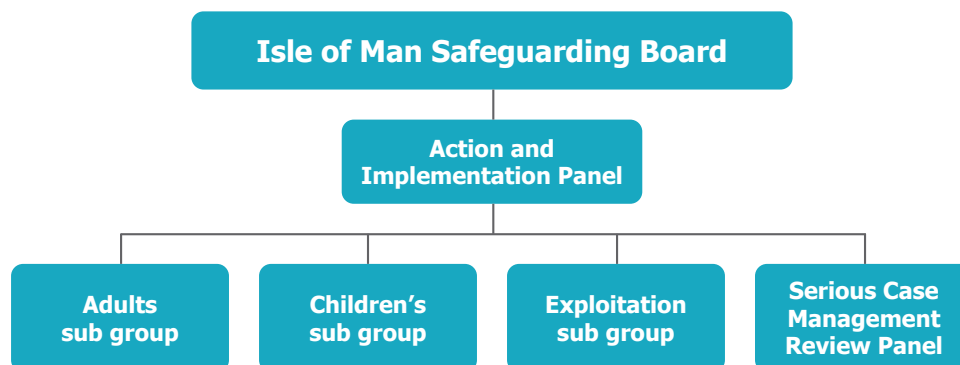 Isle of Man Safeguarding Board
Action and
Implementation Panel
Adults
sub group
Children’s
sub group
Exploitation
sub group
Serious Case
Management
Review Panel